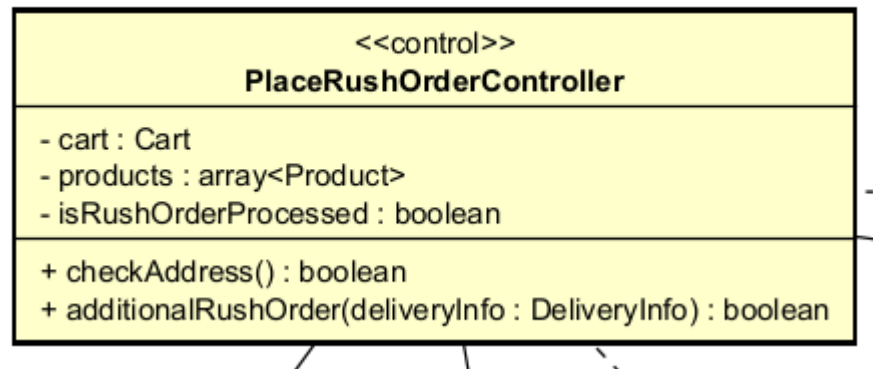 <<control>>
PlaceRushOrderController
- cart : Cart
- products : array<Product>
- isRushOrderProcessed : boolean
+ checkAddress() : boolean
+ additionalRushOrder(deliveryInfo : DeliveryInfo) : boolean